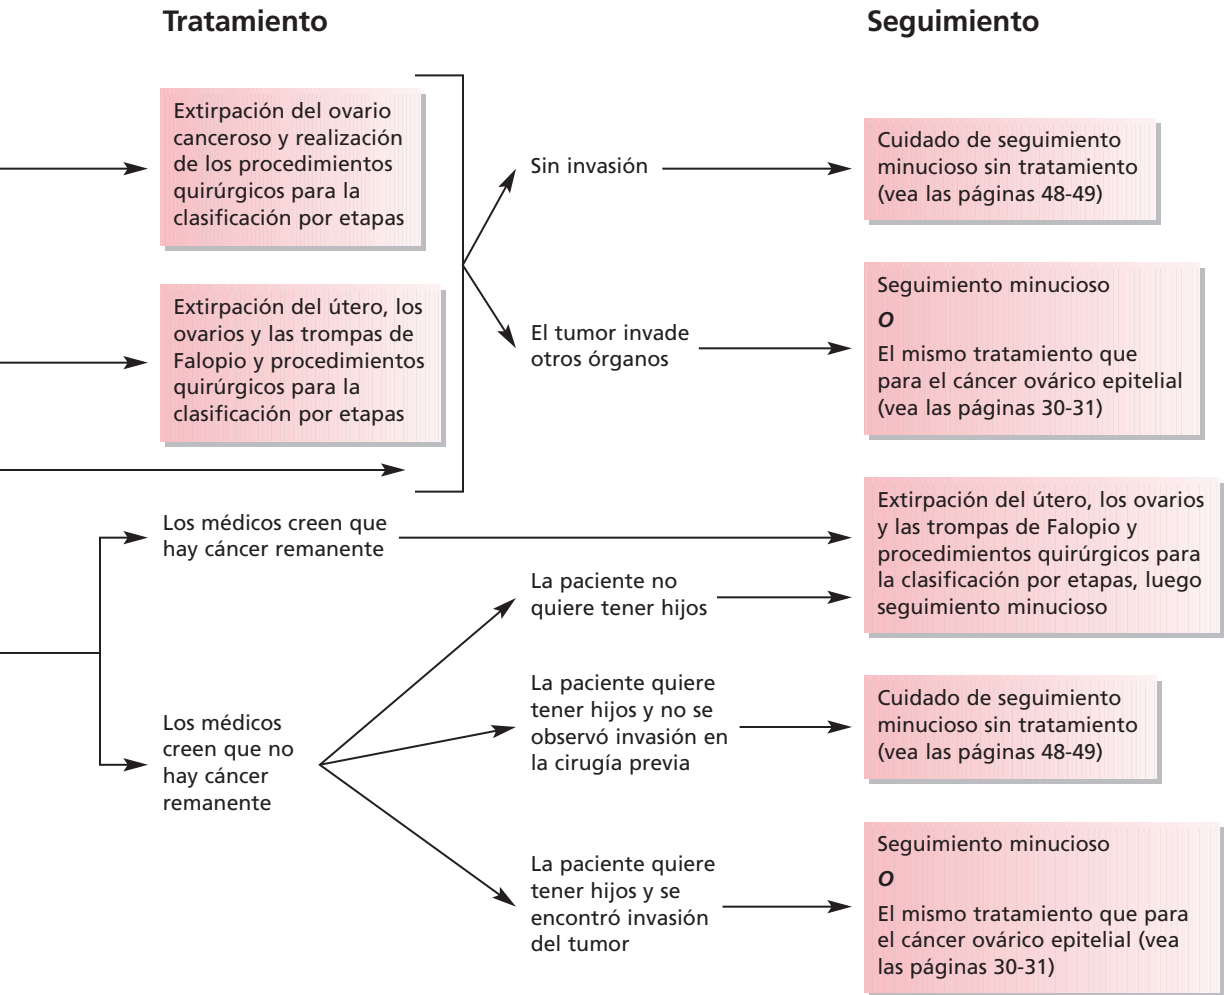 Tratamiento
Seguimiento
Extirpación del ovario
canceroso y realización
de los procedimientos
quirúrgicos para la
clasificación por etapas
Sin invasión
Cuidado de seguimiento
minucioso sin tratamiento
(vea las páginas 48-49)
Extirpación del útero, los
ovarios y las trompas de
Falopio y procedimientos
quirúrgicos para la
clasificación por etapas
El tumor invade
otros órganos
Seguimiento minucioso
O
El mismo tratamiento que
para el cáncer ovárico epitelial
(vea las páginas 30-31)
Los médicos creen que
hay cáncer remanente
Extirpación del útero, los ovarios
y las trompas de Falopio y
procedimientos quirúrgicos para
la clasificación por etapas, luego
seguimiento minucioso
La paciente no
quiere tener hijos
Los médicos
creen que no
hay cáncer
remanente
La paciente quiere
tener hijos y no se
observó invasión en
la cirugía previa
Cuidado de seguimiento
minucioso sin tratamiento
(vea las páginas 48-49)
La paciente quiere
tener hijos y se
encontró invasión
del tumor
Seguimiento minucioso
O
El mismo tratamiento que para
el cáncer ovárico epitelial (vea
las páginas 30-31)